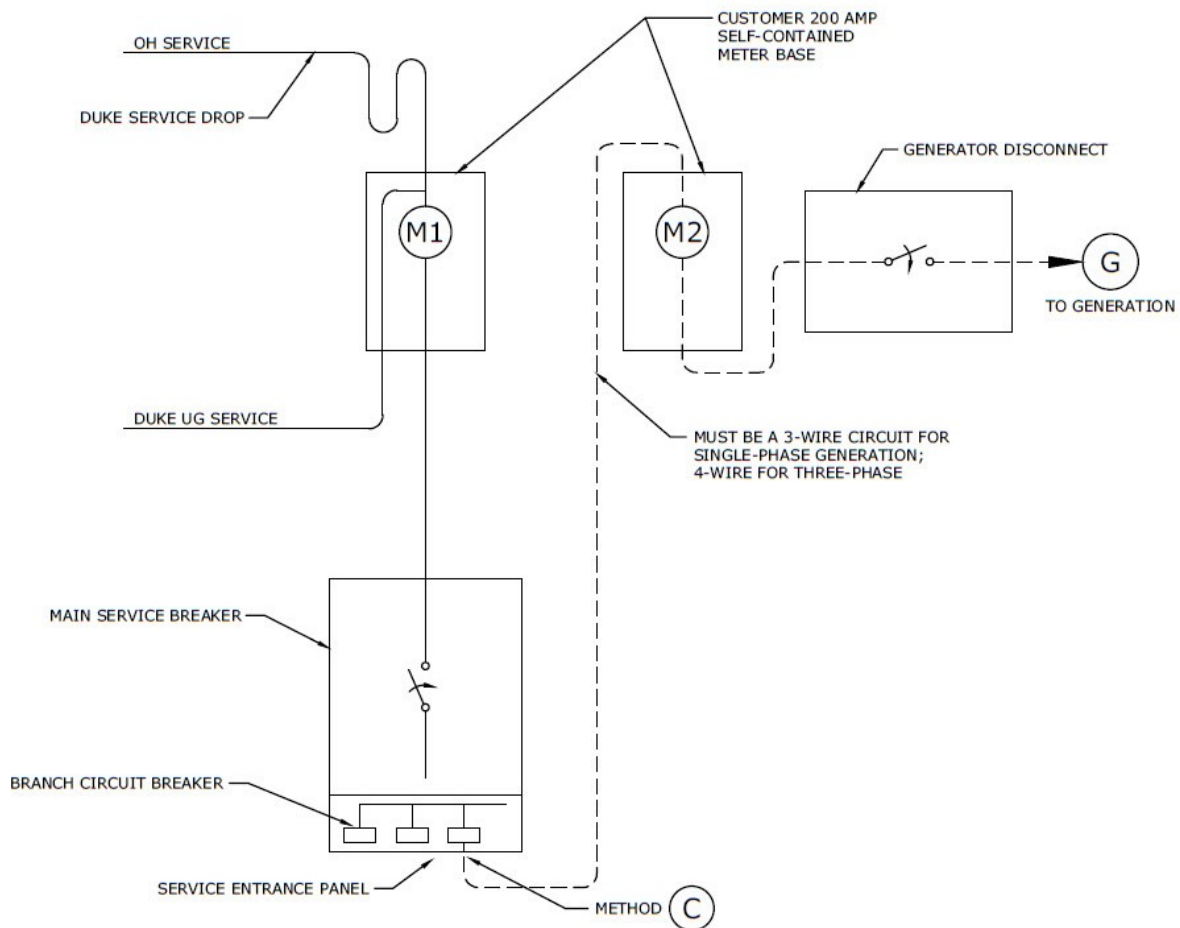 CUSTOMER 200 AMP
SELF-CONTAINED
METER BASE
OH SERVICE
DUKE SERVICE DROP
GENERATOR DISCONNECT
M1
M2
G
TO GENERATION
DUKE UG SERVICE
MUST BE A 3-WIRE CIRCUIT FOR
SINGLE-PHASE GENERATION;
4-WIRE FOR THREE-PHASE
MAIN SERVICE BREAKER
BRANCH CIRCUIT BREAKER
SERVICE ENTRANCE PANEL
METHOD C